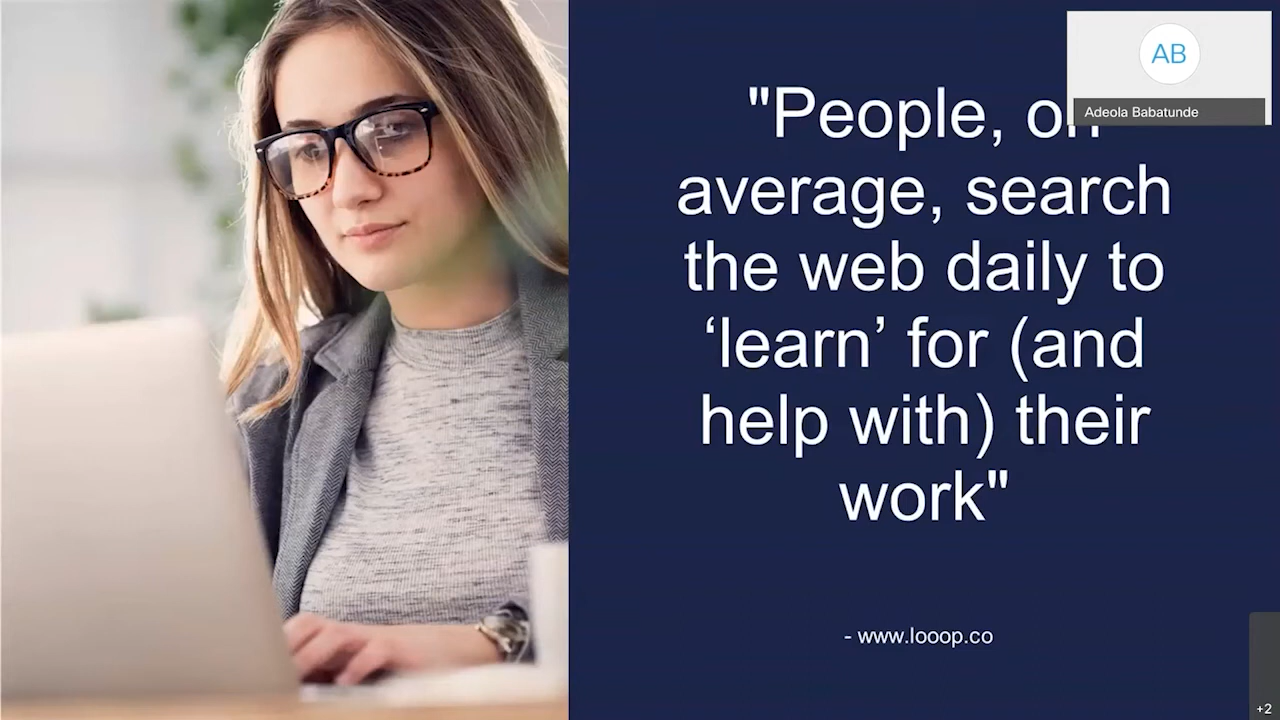 AB
Adeola Babatunde
"People, on
average, search
the web daily to
‘learn’ for (and
help with) their
work"
- www.looop.co
+2